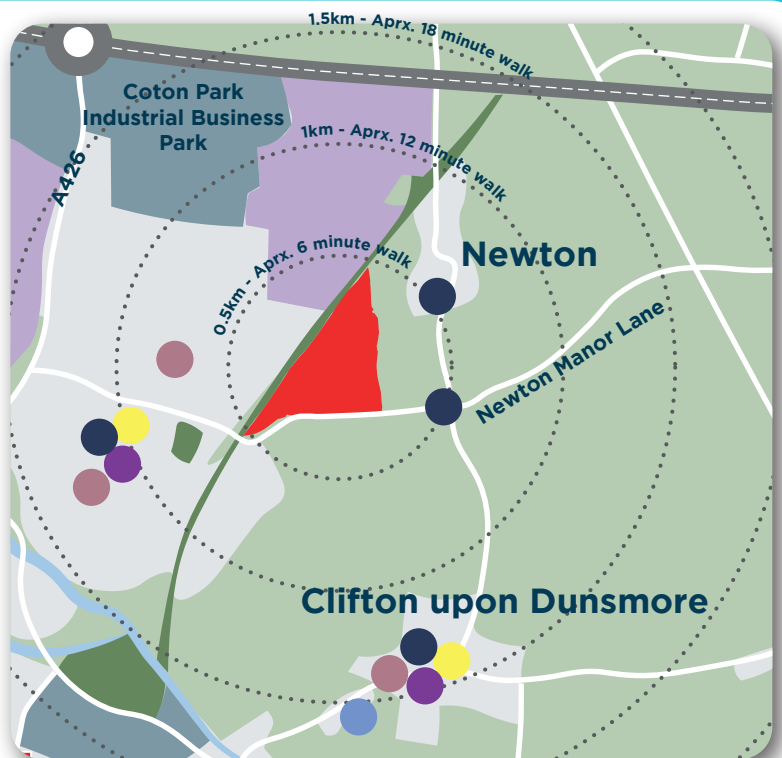 1.5km - Aprx. 18 minute walk
Coton Park
Industrial Business
Park
1km - Aprx. 12 minute walk
A426
0.5km - Aprx. 6 minute walk
Newton
Newton Manor Lane
Clifton upon Dunsmore